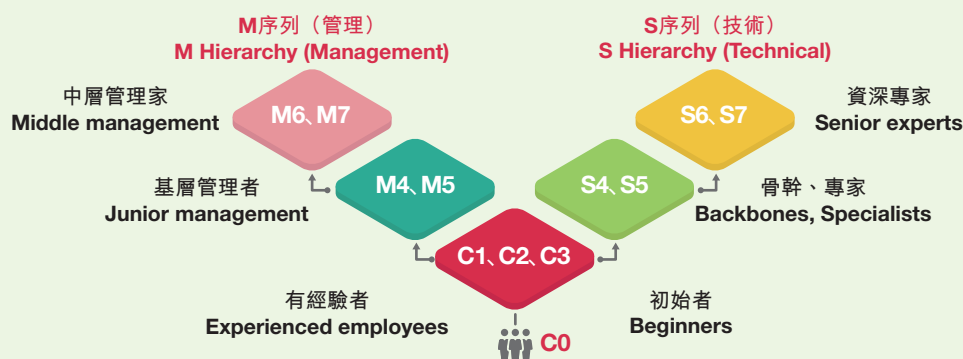 M序列（管理）
M Hierarchy (Management)
S序列（技術）
S Hierarchy (Technical)
中層管理家
Middle management
M6、M7
S6、S7
資深專家
Senior experts
基層管理者
Junior management
M4、M5
S4、S5
骨幹、專家
Backbones, Specialists
C1、C2、C3
有經驗者
Experienced employees
初始者
Beginners
C0